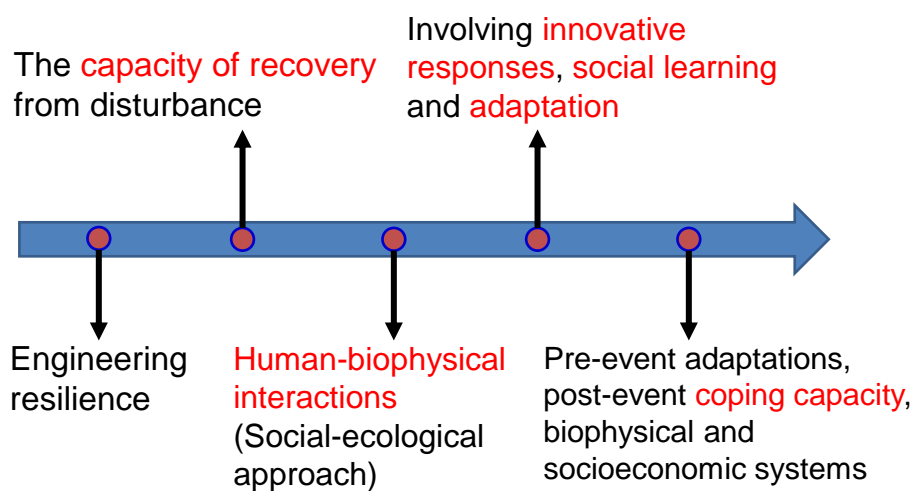 The capacity of recovery
from disturbance
Involving innovative
responses, social learning
and adaptation
Engineering
resilience
Human-biophysical
interactions
(Social-ecological
approach)
Pre-event adaptations,
post-event coping capacity,
biophysical and
socioeconomic systems